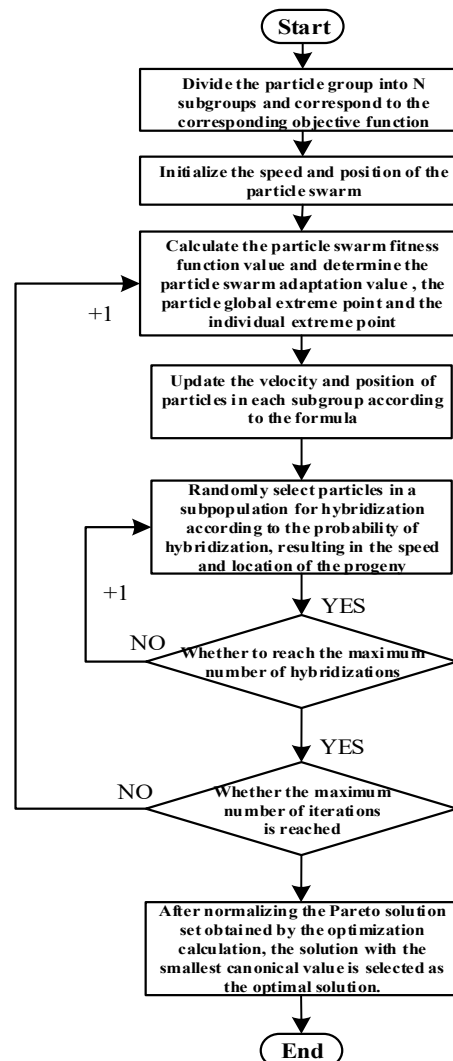 Start
Divide the particle group into N
subgroups and correspond to the
corresponding objective function
Initialize the speed and position of the
particle swarm
Calculate the particle swarm fitness
function value and determine the
particle swarm adaptation value , the
particle global extreme point and the
individual extreme point
+1
Update the velocity and position of
particles in each subgroup according
to the formula
Randomly select particles in a
subpopulation for hybridization
according to the probability of
hybridization, resulting in the speed
and location of the progeny
+1
YES
NO
Whether to reach the maximum
number of hybridizations
YES
NO
Whether the maximum
number of iterations
is reached
After normalizing the Pareto solution
set obtained by the optimization
calculation, the solution with the
smallest canonical value is selected as
the optimal solution.
End